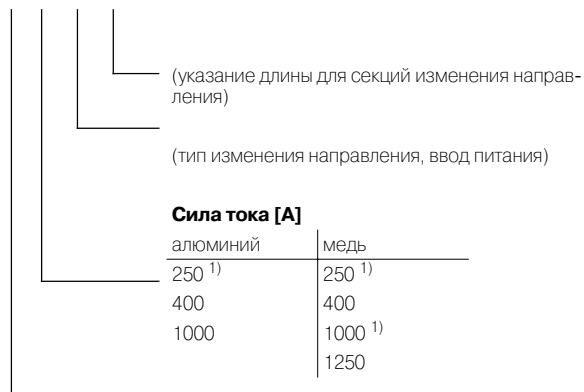 (указание длины для секций изменения направ-
ления)
(тип изменения направления, ввод питания)
Сила тока [А]
алюминий медь
250 1) 250 1)
400 400
1000 1000 1)
1250